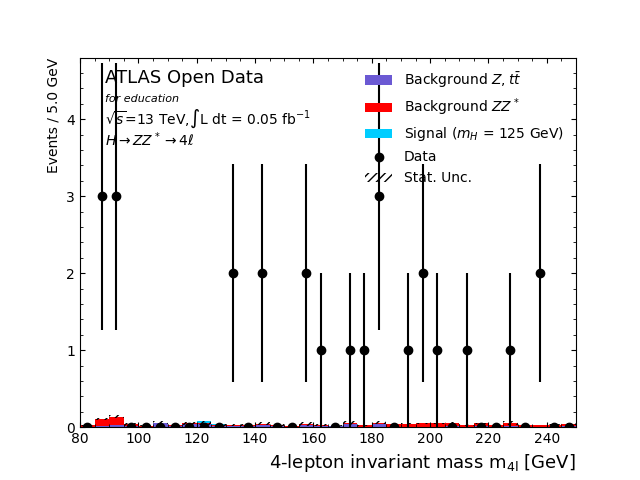 ATLAS Open Data
for education
√s=13 TeV,∫L dt = 0.05 fb⁻¹
H→ZZ*→4ℓ
Background Z, tt̄
Background ZZ*
Signal (m_H = 125 GeV)
Data
Stat. Unc.
Events / 5.0 GeV
4
3
2
1
0
80 100 120 140 160 180 200 220 240
4-lepton invariant mass m₄ₗ [GeV]